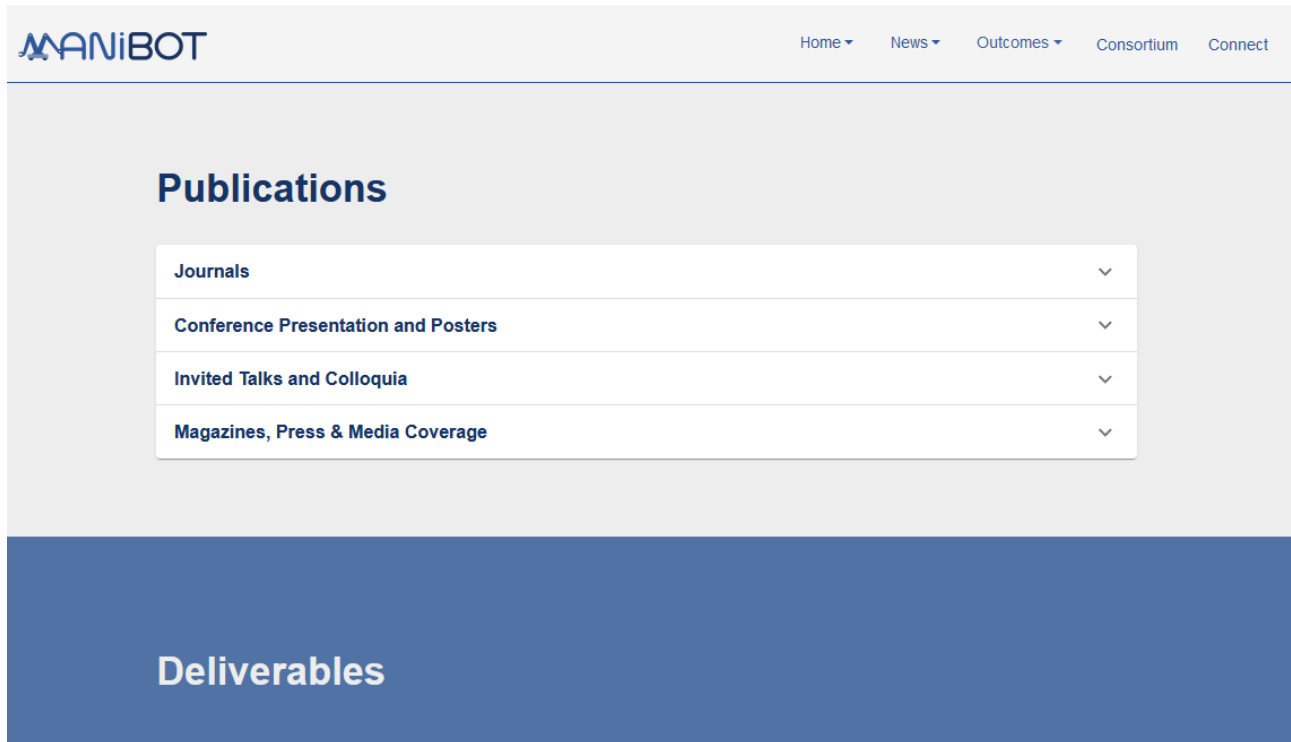 MANiBOT
Home News Outcomes Consortium Connect
Publications
Journals
Conference Presentation and Posters
Invited Talks and Colloquia
Magazines, Press & Media Coverage
Deliverables